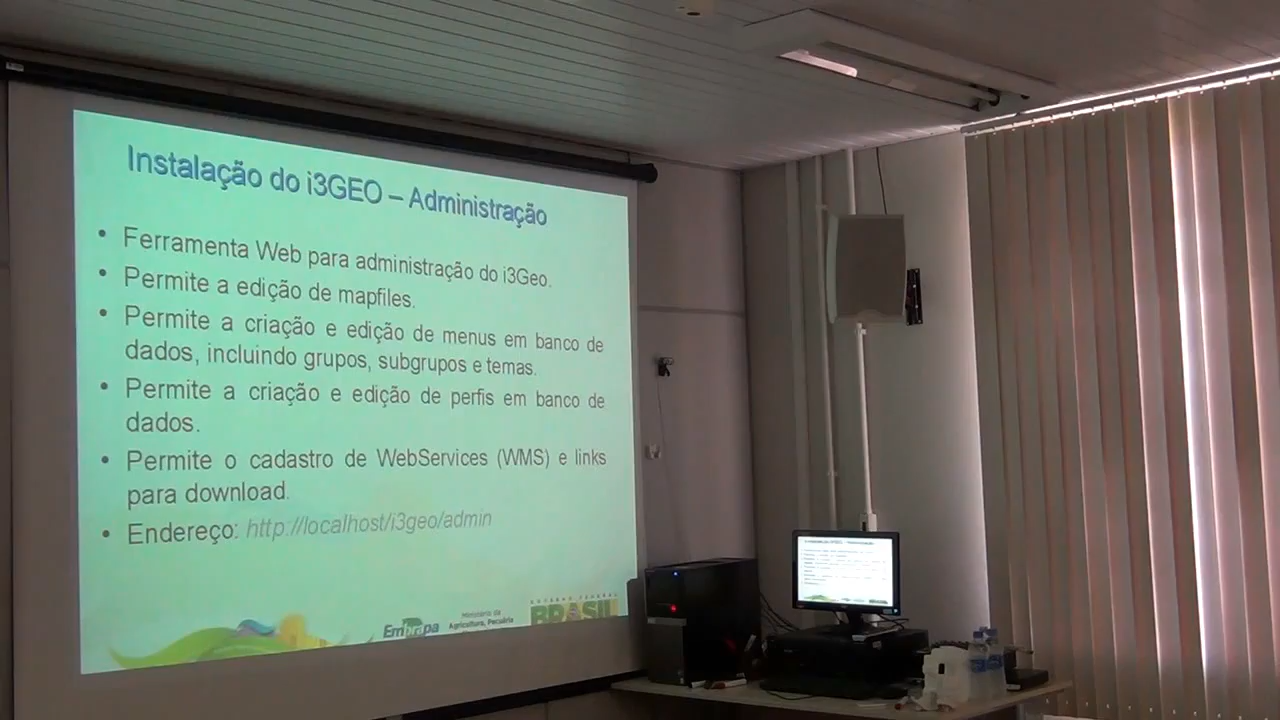 Instalação do i3GEO – Administração
• Ferramenta Web para administração do i3Geo.
• Permite a edição de mapfiles.
• Permite a criação e edição de menus em banco de
dados, incluindo grupos, subgrupos e temas.
• Permite a criação e edição de perfis em banco de
dados.
• Permite o cadastro de WebServices (WMS) e links
para download.
• Endereço: http://localhost/i3geo/admin
Embrapa
Ministério da
Agricultura, Pecuária
GOVERNO FEDERAL
BRASIL